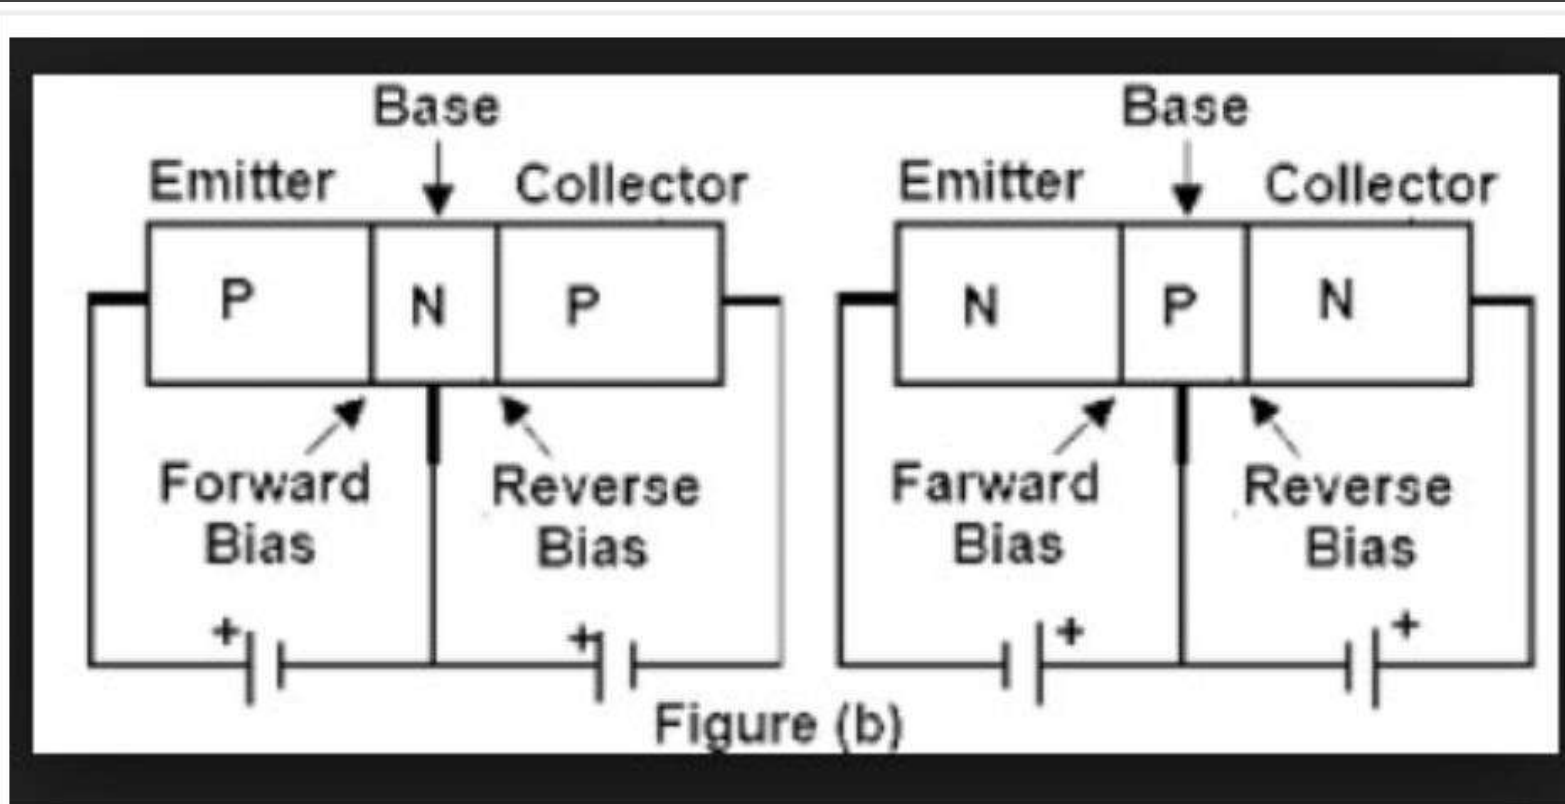 Base
Emitter
Collector
P
N
P
Forward
Bias
Reverse
Bias
+
+
Base
Emitter
Collector
N
P
N
Farward
Bias
Reverse
Bias
+
+
Figure (b)